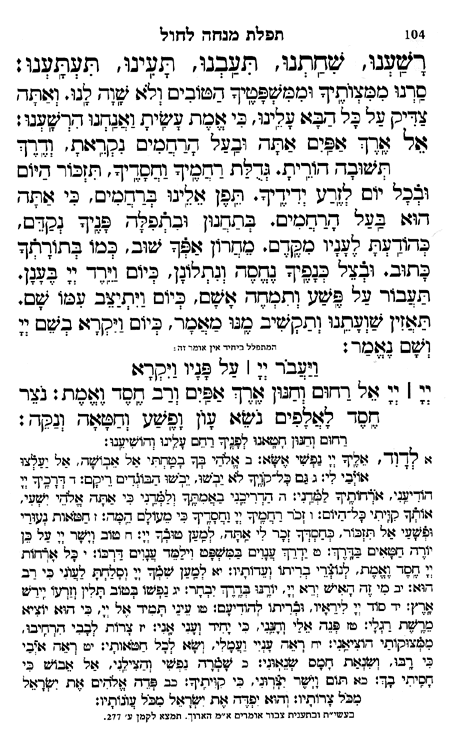 תפלת מנחה לחול 104
רָשַׁעְנוּ, שִׁחַתְנוּ, תִּעַבְנוּ, תָּעִינוּ, תִּעְתָּעְנוּ:
סַרְנוּ מִמִּצְוֹתֶיךָ וּמִמִּשְׁפָּטֶיךָ הַטּוֹבִים וְלֹא שָׁוָה לָנוּ. וְאַתָּה
צַדִּיק עַל כָּל הַבָּא עָלֵינוּ, כִּי אֱמֶת עָשִׂיתָ וַאֲנַחְנוּ הִרְשָׁעְנוּ:
אֵל אֶרֶךְ אַפַּיִם אַתָּה וּבַעַל הָרַחֲמִים נִקְרֵאתָ, וְדֶרֶךְ
תְּשׁוּבָה הוֹרֵיתָ. גְּדֻלַּת רַחֲמֶיךָ וַחֲסָדֶיךָ, תִּזְכּוֹר הַיּוֹם
וּבְכָל יוֹם לְזֶרַע יְדִידֶיךָ. תֵּפֶן אֵלֵינוּ בְּרַחֲמִים, כִּי אַתָּה
הוּא בַּעַל הָרַחֲמִים. בְּתַחֲנוּן וּבִתְפִלָּה פָּנֶיךָ נְקַדֵּם,
כְּהוֹדַעְתָּ לֶעָנָיו מִקֶּדֶם. מֵחֲרוֹן אַפְּךָ שׁוּב, כְּמוֹ בְּתוֹרָתְךָ
כָּתוּב. וּבְצֵל כְּנָפֶיךָ נֶחֱסֶה וְנִתְלוֹנָן, כְּיוֹם וַיֵּרֶד יְיָ בֶּעָנָן.
תַּעֲבוֹר עַל פֶּשַׁע וְתִמְחֶה אָשָׁם, כְּיוֹם וַיִּתְיַצֵּב עִמּוֹ שָׁם.
תַּאֲזִין שַׁוְעָתֵנוּ וְתַקְשִׁיב מֶנּוּ מַאֲמָר, כְּיוֹם וַיִּקְרָא בְשֵׁם יְיָ
וְשָׁם נֶאֱמַר: המתפלל ביחיד אין אומר זה:
וַיַּעֲבֹר יְיָ | עַל פָּנָיו וַיִּקְרָא
יְיָ | יְיָ אֵל רַחוּם וְחַנּוּן אֶרֶךְ אַפַּיִם וְרַב חֶסֶד וֶאֱמֶת: נֹצֵר
חֶסֶד לָאֲלָפִים נֹשֵׂא עָוֹן וָפֶשַׁע וְחַטָּאָה וְנַקֵּה:
רַחוּם וְחַנּוּן חָטָאנוּ לְפָנֶיךָ רַחֵם עָלֵינוּ וְהוֹשִׁיעֵנוּ:
א לְדָוִד, אֵלֶיךָ יְיָ נַפְשִׁי אֶשָּׂא: ב אֱלֹהַי בְּךָ בָטַחְתִּי אַל אֵבוֹשָׁה, אַל יַעַלְצוּ
אוֹיְבַי לִי: ג גַּם כָּל־קֹוֶיךָ לֹא יֵבֹשׁוּ, יֵבֹשׁוּ הַבּוֹגְדִים רֵיקָם: ד דְּרָכֶיךָ יְיָ
הוֹדִיעֵנִי, אֹרְחוֹתֶיךָ לַמְּדֵנִי: ה הַדְרִיכֵנִי בַאֲמִתֶּךָ וְלַמְּדֵנִי כִּי אַתָּה אֱלֹהֵי יִשְׁעִי,
אוֹתְךָ קִוִּיתִי כָּל־הַיּוֹם: ו זְכֹר רַחֲמֶיךָ יְיָ וַחֲסָדֶיךָ כִּי מֵעוֹלָם הֵמָּה: ז חַטֹּאות נְעוּרַי
וּפְשָׁעַי אַל תִּזְכּוֹר, כְּחַסְדְּךָ זְכָר לִי אַתָּה, לְמַעַן טוּבְךָ יְיָ: ח טוֹב וְיָשָׁר יְיָ עַל כֵּן
יוֹרֶה חַטָּאִים בַּדָּרֶךְ: ט יַדְרֵךְ עֲנָוִים בַּמִּשְׁפָּט וִילַמֵּד עֲנָוִים דַּרְכּוֹ: י כָּל אָרְחוֹת
יְיָ חֶסֶד וֶאֱמֶת, לְנוֹצְרֵי בְרִיתוֹ וְעֵדוֹתָיו: יא לְמַעַן שִׁמְךָ יְיָ וְסָלַחְתָּ לַעֲוֹנִי כִּי רַב
הוּא: יב מִי זֶה הָאִישׁ יְרֵא יְיָ, יוֹרֶנּוּ בְּדֶרֶךְ יִבְחָר: יג נַפְשׁוֹ בְּטוֹב תָּלִין וְזַרְעוֹ יִירַשׁ
אָרֶץ: יד סוֹד יְיָ לִירֵאָיו, וּבְרִיתוֹ לְהוֹדִיעָם: טו עֵינַי תָּמִיד אֶל יְיָ, כִּי הוּא יוֹצִיא
מֵרֶשֶׁת רַגְלָי: טז פְּנֵה אֵלַי וְחָנֵּנִי, כִּי יָחִיד וְעָנִי אָנִי: יז צָרוֹת לְבָבִי הִרְחִיבוּ,
מִמְּצוּקוֹתַי הוֹצִיאֵנִי: יח רְאֵה עָנְיִי וַעֲמָלִי, וְשָׂא לְכָל חַטֹּאותָי: יט רְאֵה אֹיְבַי
כִּי רָבּוּ, וְשִׂנְאַת חָמָס שְׂנֵאוּנִי: כ שָׁמְרָה נַפְשִׁי וְהַצִּילֵנִי, אַל אֵבוֹשׁ כִּי
חָסִיתִי בָךְ: כא תּוֹם וָיֹשֶׁר יִצְּרוּנִי, כִּי קִוִּיתִיךָ: כב פְּדֵה אֱלֹהִים אֶת יִשְׂרָאֵל
מִכֹּל צָרוֹתָיו: וְהוּא יִפְדֶּה אֶת יִשְׂרָאֵל מִכֹּל עֲוֹנוֹתָיו:
בעשי״ת ובתענית צבור אומרים א״מ הארוך. תמצא לקמן ע׳ 277.